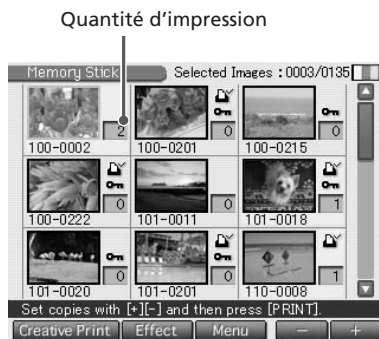 Quantité d’impression
Memory Stick Selected Images : 0003/0135
2 0 0
100-0002 100-0201 100-0215
0 0 1
100-0222 101-0011 101-0018
0 0 1
101-0020 101-0201 110-0008
Set copies with [+][-] and then press [PRINT].
Creative Print Effect Menu - +